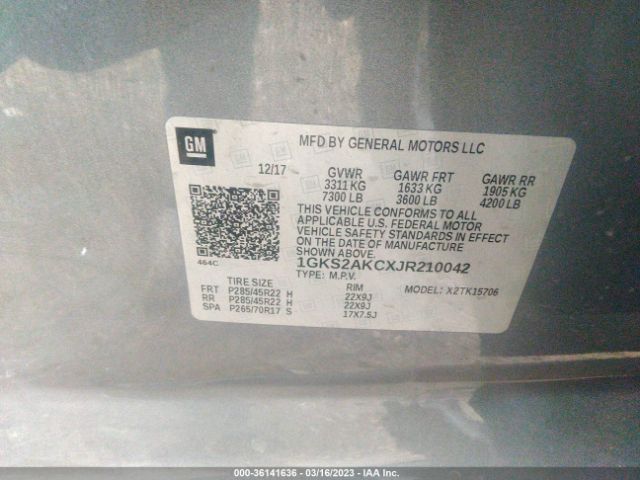 GM
MFD BY GENERAL MOTORS LLC
12/17
GVWR GAWR FRT GAWR RR
3311 KG 1633 KG 1905 KG
7300 LB 3600 LB 4200 LB
THIS VEHICLE CONFORMS TO ALL
APPLICABLE U.S. FEDERAL MOTOR
VEHICLE SAFETY STANDARDS IN EFFECT
ON THE DATE OF MANUFACTURE
SHOWN ABOVE.
464C
1GKS2AKCXJR210042
TYPE: M.P.V. MODEL: X2TK15706
TIRE SIZE RIM
FRT P285/45R22 H 22X9J
RR P285/45R22 H 22X9J
SPA P265/70R17 S 17X7.5J
000-36141636 - 03/16/2023 - IAA Inc.